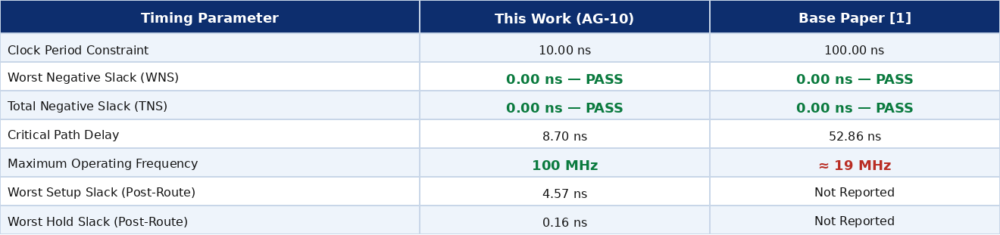 Timing Parameter This Work (AG-10) Base Paper [1]
Clock Period Constraint 10.00 ns 100.00 ns
Worst Negative Slack (WNS) 0.00 ns — PASS 0.00 ns — PASS
Total Negative Slack (TNS) 0.00 ns — PASS 0.00 ns — PASS
Critical Path Delay 8.70 ns 52.86 ns
Maximum Operating Frequency 100 MHz ≈ 19 MHz
Worst Setup Slack (Post-Route) 4.57 ns Not Reported
Worst Hold Slack (Post-Route) 0.16 ns Not Reported